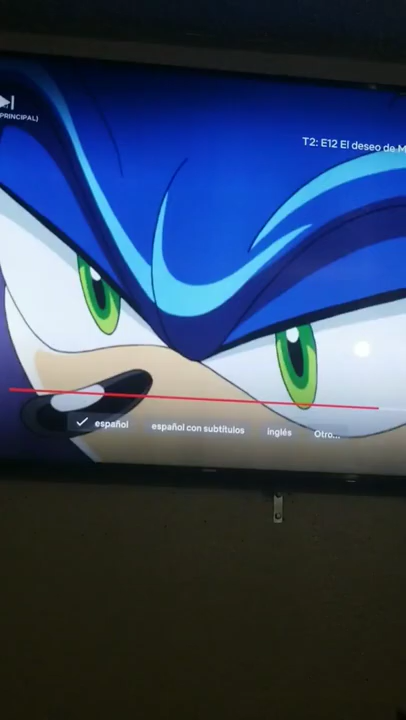 PRINCIPAL)
T2: E12 El deseo de M
español
español con subtítulos
inglés
Otro...